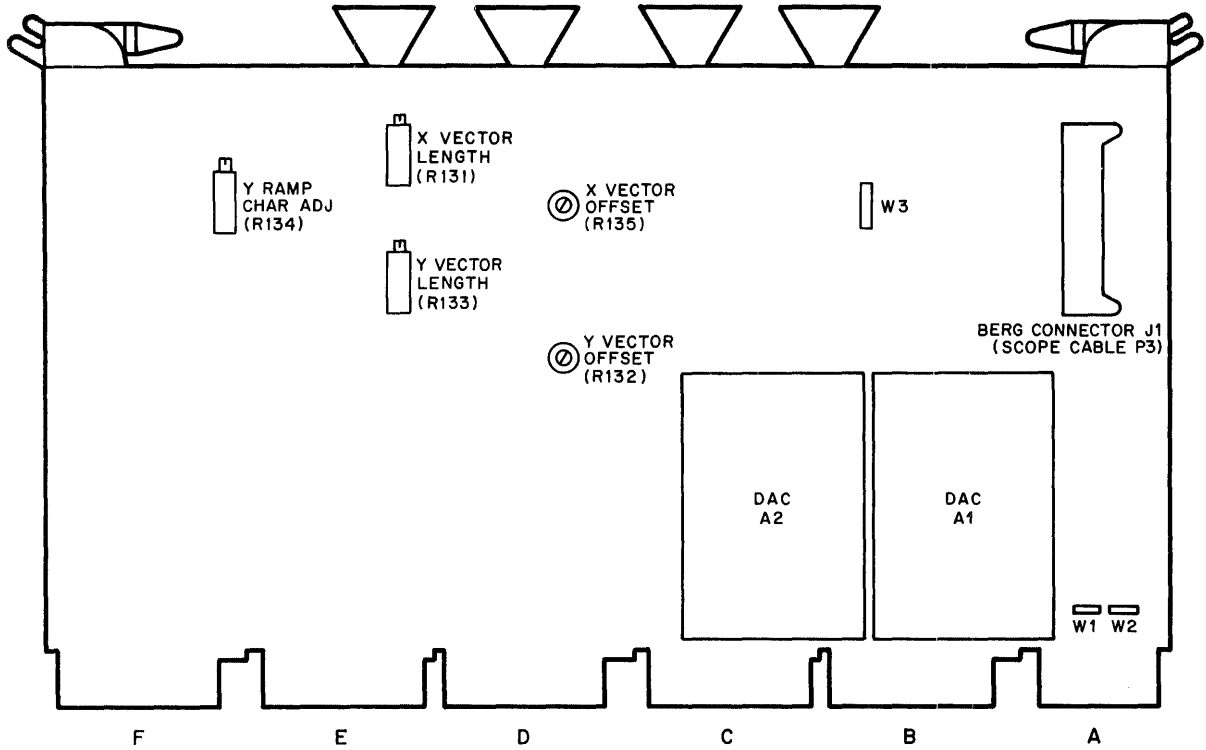 X VECTOR
LENGTH
(R131)
Y RAMP
CHAR ADJ
(R134)
X VECTOR
OFFSET
(R135)
W3
Y VECTOR
LENGTH
(R133)
BERG CONNECTOR J1
(SCOPE CABLE P3)
Y VECTOR
OFFSET
(R132)
DAC
A2
DAC
A1
W1 W2
F E D C B A